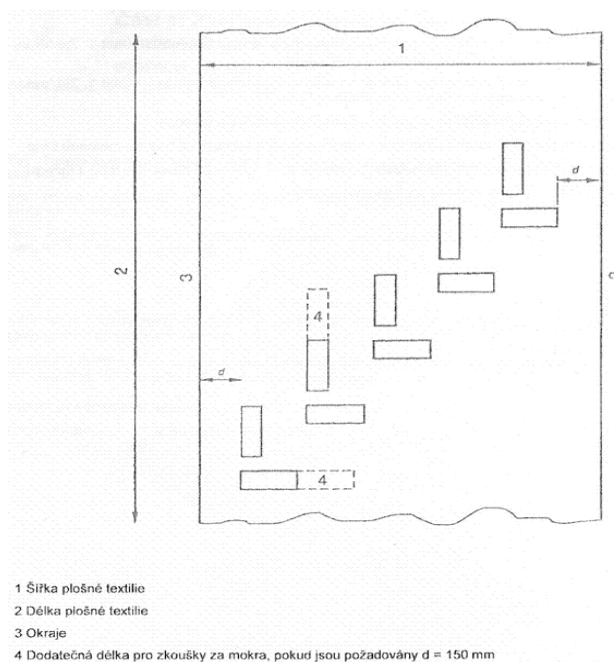 1
d
2
3
4
d
4
1 Šířka plošné textilie
2 Délka plošné textilie
3 Okraje
4 Dodatečná délka pro zkoušky za mokra, pokud jsou požadovány d = 150 mm